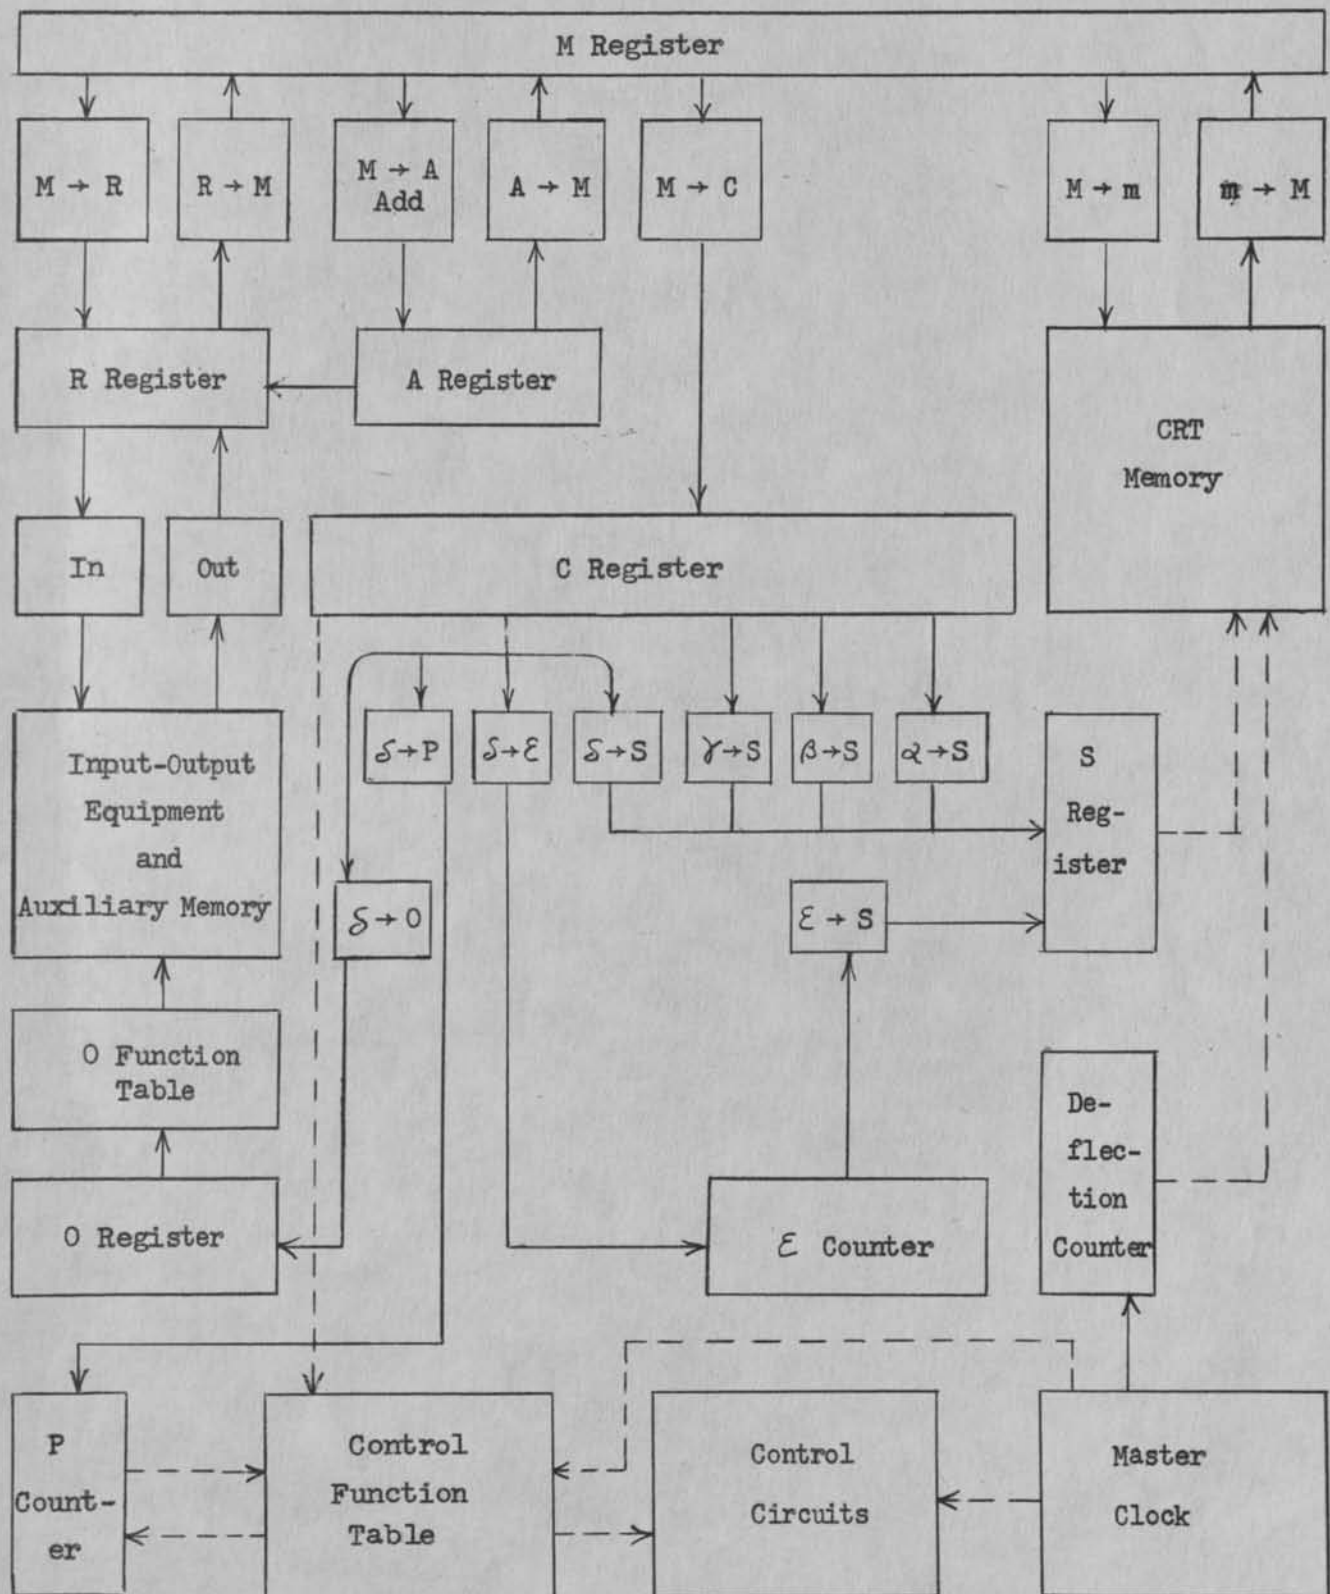 M Register
M → R
R → M
M → A
Add
A → M
M → C
M → m
m → M
R Register
A Register
CRT
Memory
In
Out
C Register
δ→P
δ→ε
δ→S
γ→S
β→S
α→S
Input-Output
Equipment
and
Auxiliary Memory
S
Reg-
ister
δ→O
ε → S
O Function
Table
De-
flec-
tion
Counter
O Register
ε Counter
P
Count-
er
Control
Function
Table
Control
Circuits
Master
Clock